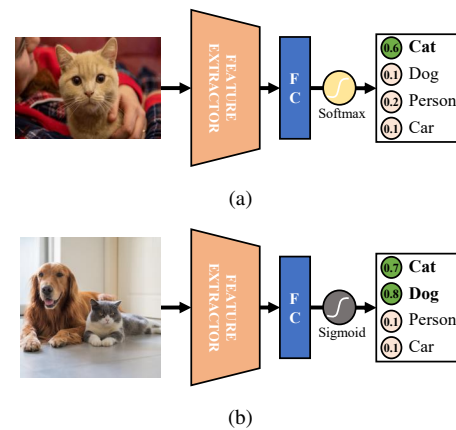 FEATURE
EXTRACTOR
F
C
Softmax
0.6 Cat
0.1 Dog
0.2 Person
0.1 Car
(a)
FEATURE
EXTRACTOR
F
C
Sigmoid
0.7 Cat
0.8 Dog
0.1 Person
0.1 Car
(b)